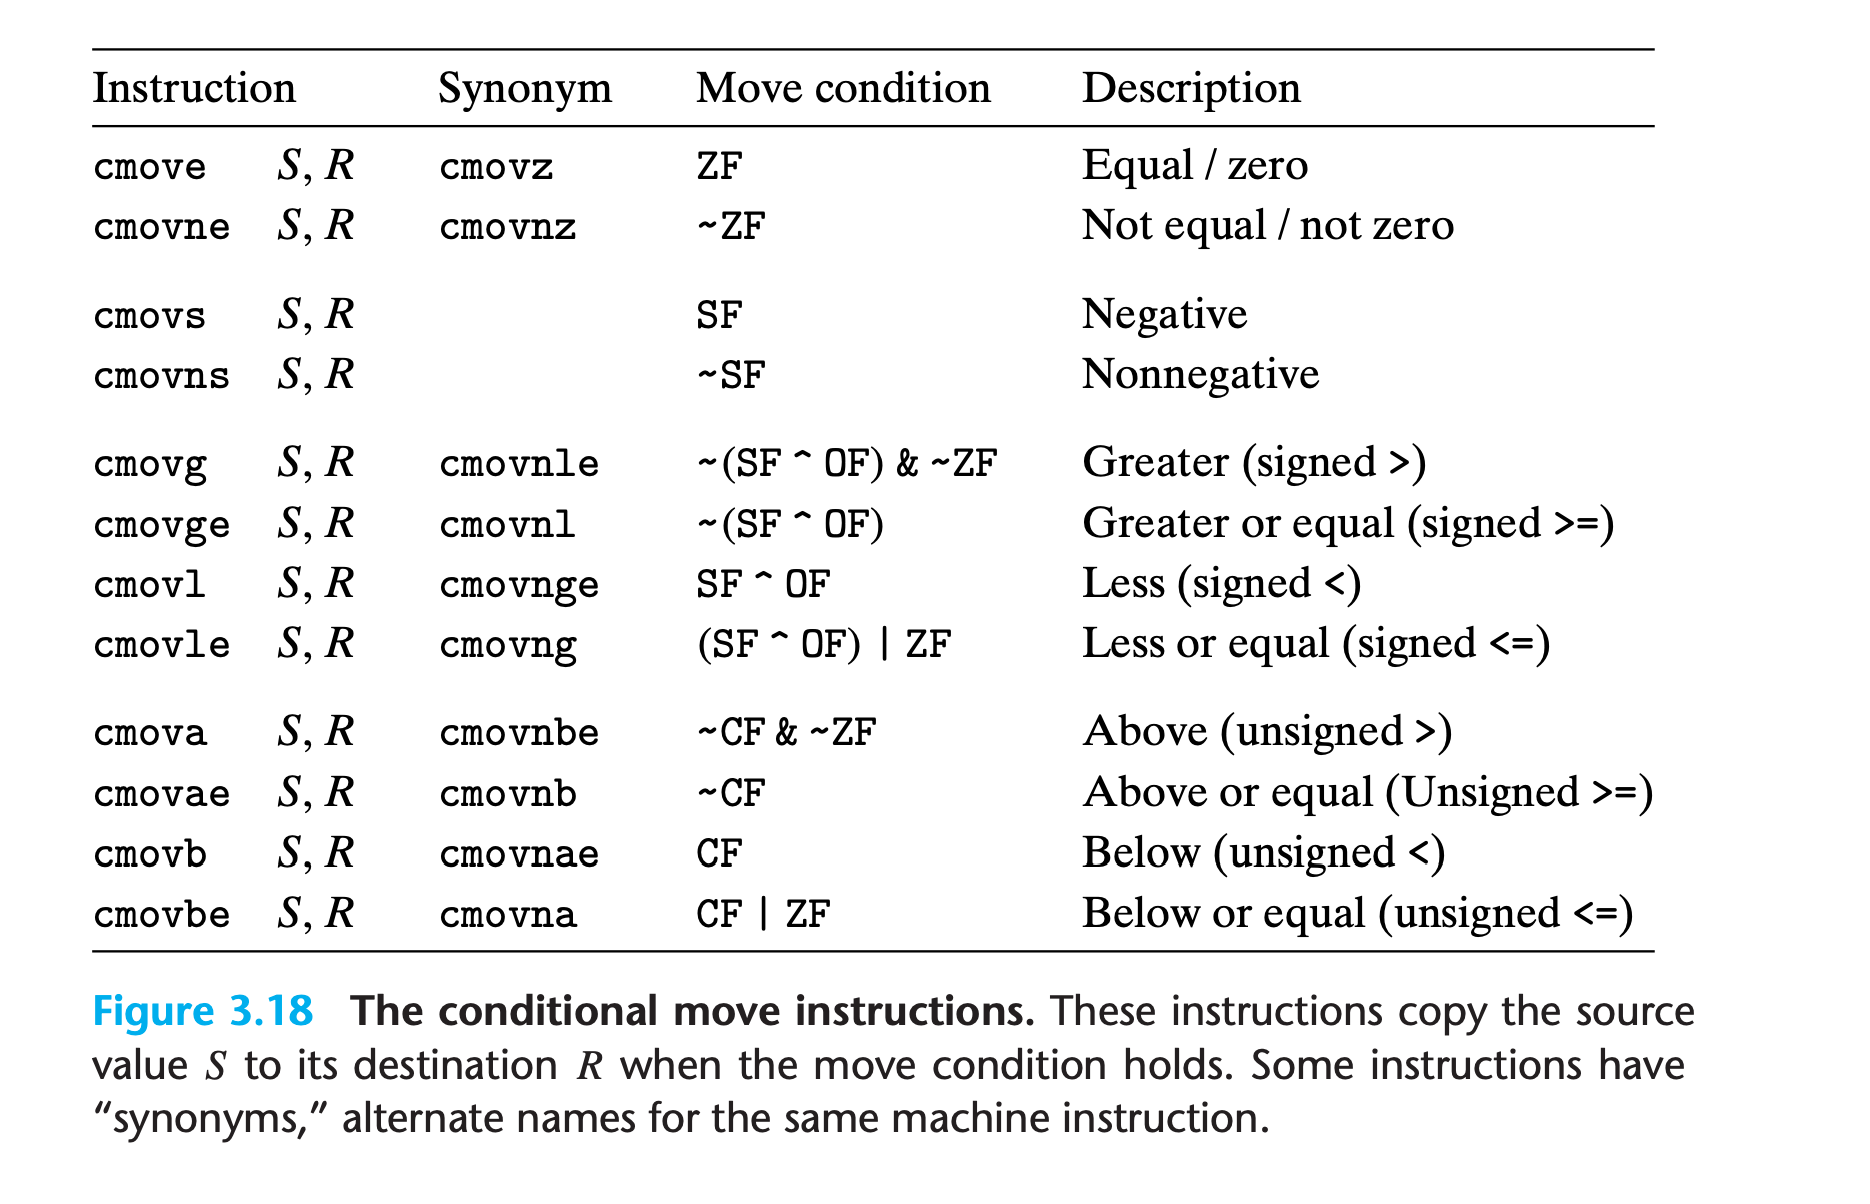 Instruction Synonym Move condition Description
cmove S, R cmovz ZF Equal / zero
cmovne S, R cmovnz ~ZF Not equal / not zero
cmovs S, R SF Negative
cmovns S, R ~SF Nonnegative
cmovg S, R cmovnle ~(SF ^ OF) & ~ZF Greater (signed >)
cmovge S, R cmovnl ~(SF ^ OF) Greater or equal (signed >=)
cmovl S, R cmovnge SF ^ OF Less (signed <)
cmovle S, R cmovng (SF ^ OF) | ZF Less or equal (signed <=)
cmova S, R cmovnbe ~CF & ~ZF Above (unsigned >)
cmovae S, R cmovnb ~CF Above or equal (Unsigned >=)
cmovb S, R cmovnae CF Below (unsigned <)
cmovbe S, R cmovna CF | ZF Below or equal (unsigned <=)
Figure 3.18 The conditional move instructions. These instructions copy the source
value S to its destination R when the move condition holds. Some instructions have
“synonyms,” alternate names for the same machine instruction.